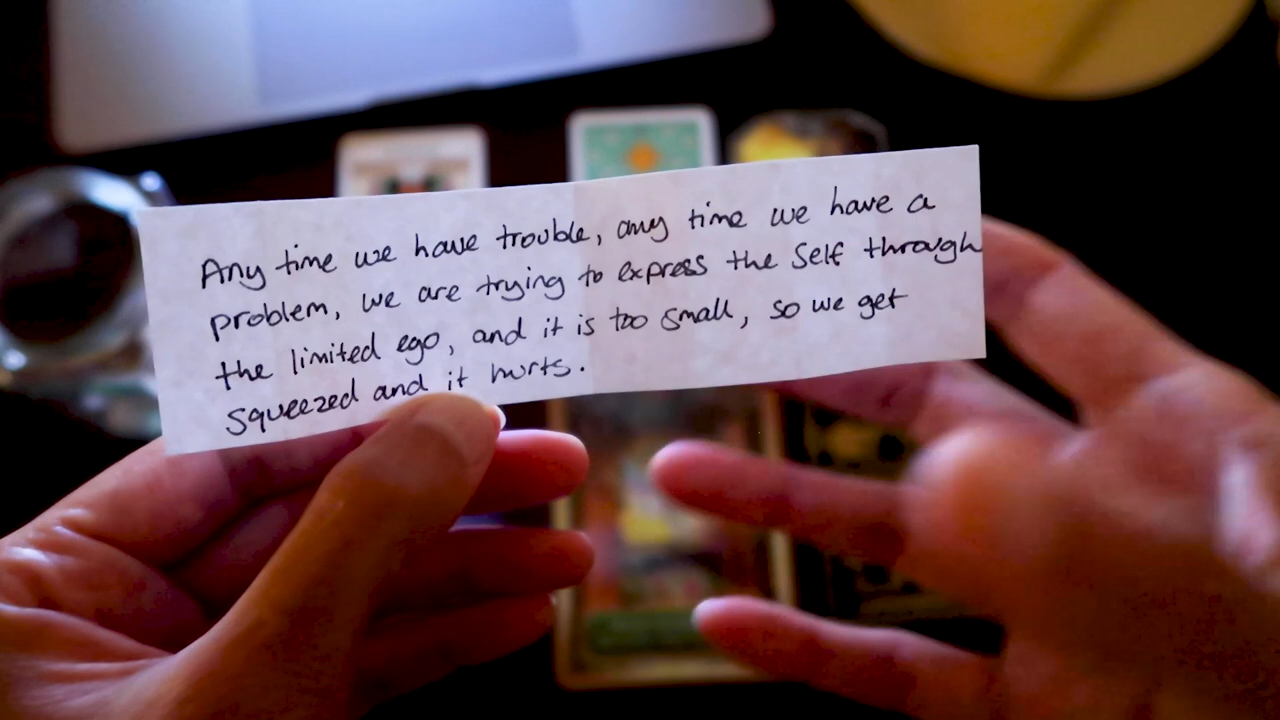 Any time we have trouble, any time we have a
problem, we are trying to express the Self through
the limited ego, and it is too small, so we get
squeezed and it hurts.